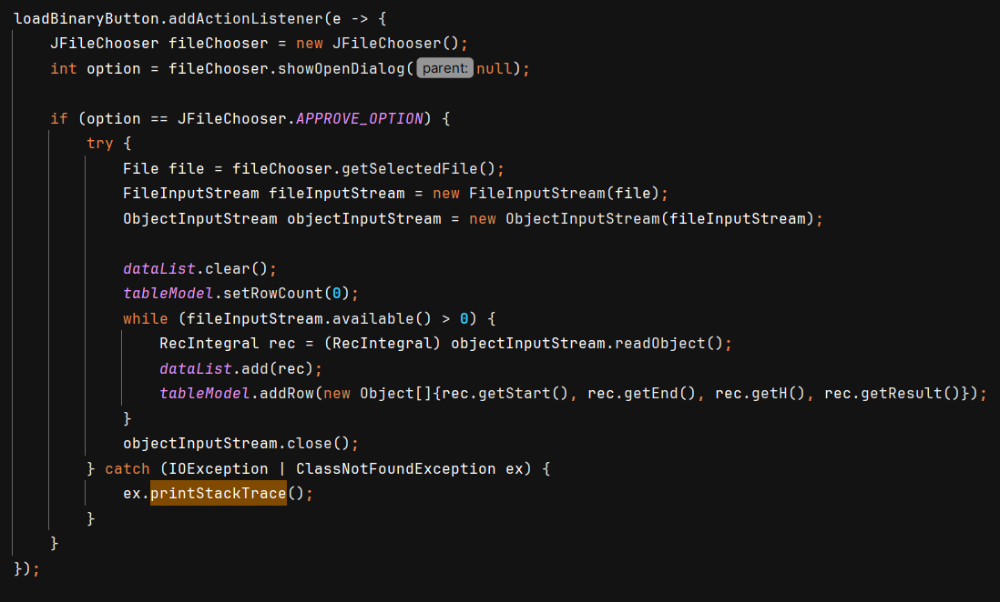 loadBinaryButton.addActionListener(e -> {
    JFileChooser fileChooser = new JFileChooser();
    int option = fileChooser.showOpenDialog( parent: null);

    if (option == JFileChooser.APPROVE_OPTION) {
        try {
            File file = fileChooser.getSelectedFile();
            FileInputStream fileInputStream = new FileInputStream(file);
            ObjectInputStream objectInputStream = new ObjectInputStream(fileInputStream);

            dataList.clear();
            tableModel.setRowCount(0);
            while (fileInputStream.available() > 0) {
                RecIntegral rec = (RecIntegral) objectInputStream.readObject();
                dataList.add(rec);
                tableModel.addRow(new Object[]{rec.getStart(), rec.getEnd(), rec.getH(), rec.getResult()});
            }
            objectInputStream.close();
        } catch (IOException | ClassNotFoundException ex) {
            ex.printStackTrace();
        }
    }
});